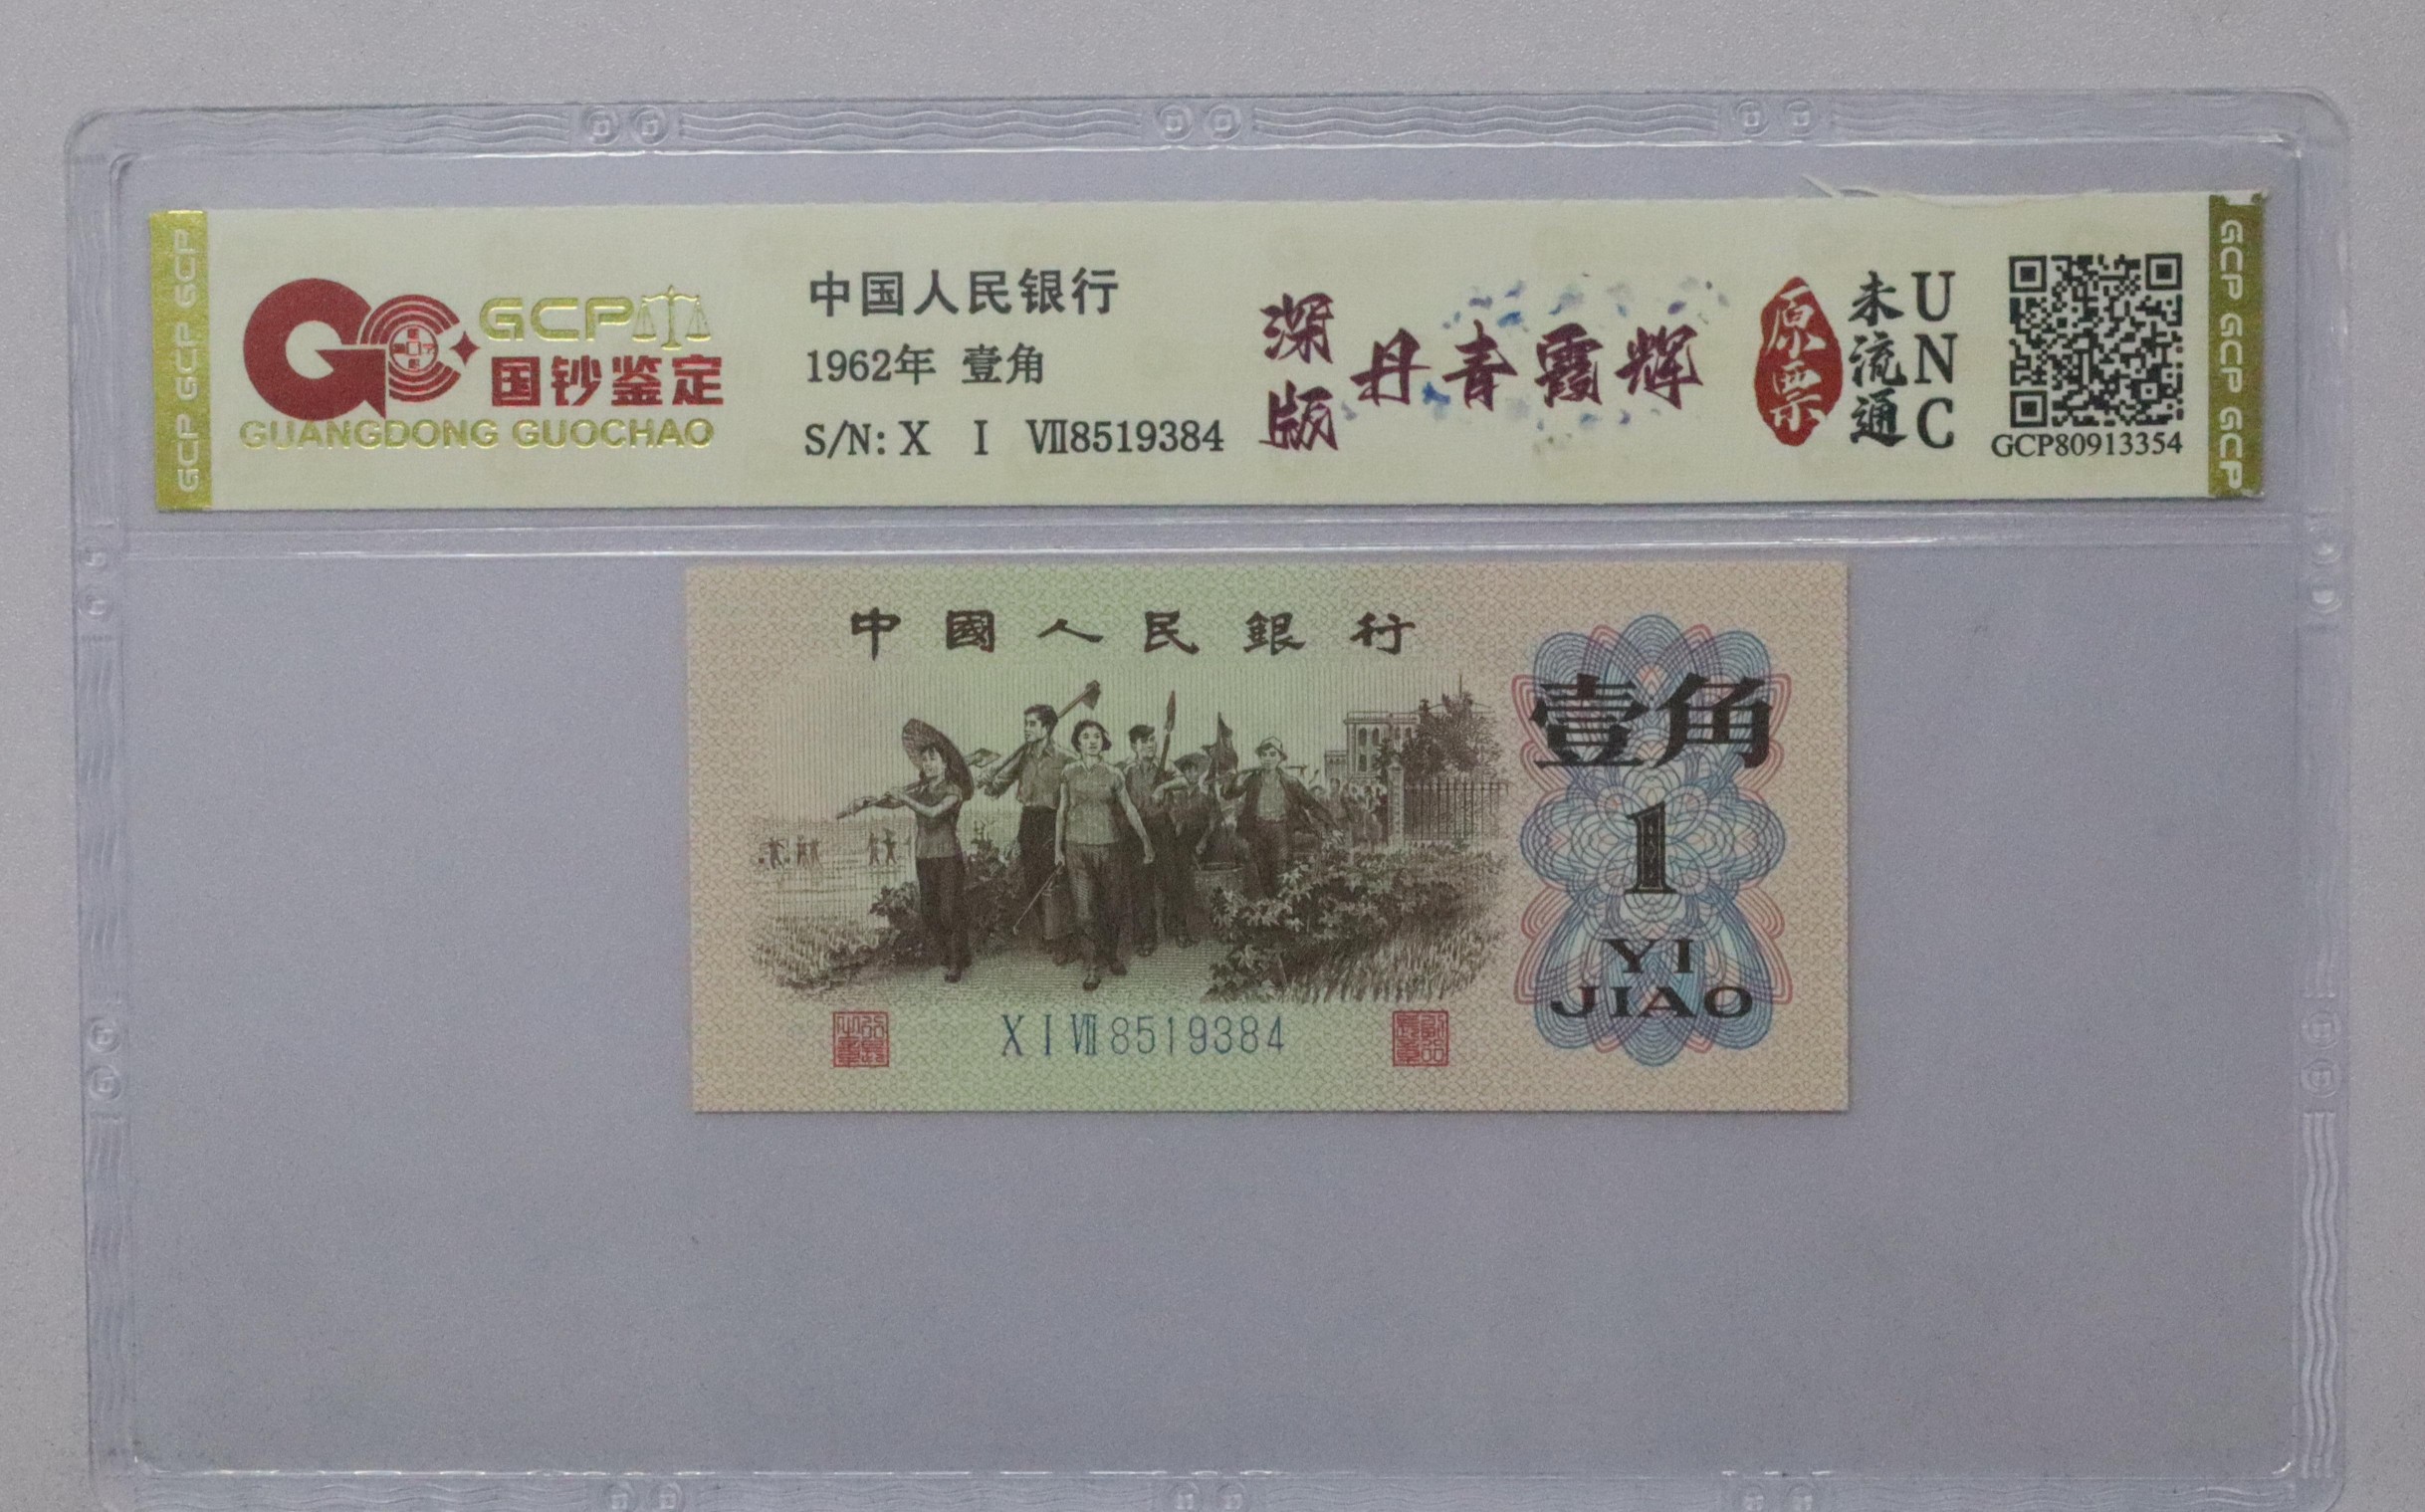 GCP GCP GCP
GCP
国钞鉴定
GUANGDONG GUOCHAO
中国人民银行
1962年 壹角
S/N: X I Ⅶ8519384
深版
丹青霞辉
原票
未流通
UNC
GCP80913354
GCP GCP GCP
中國人民銀行
壹角
1
YI
JIAO
X I Ⅶ 8519384